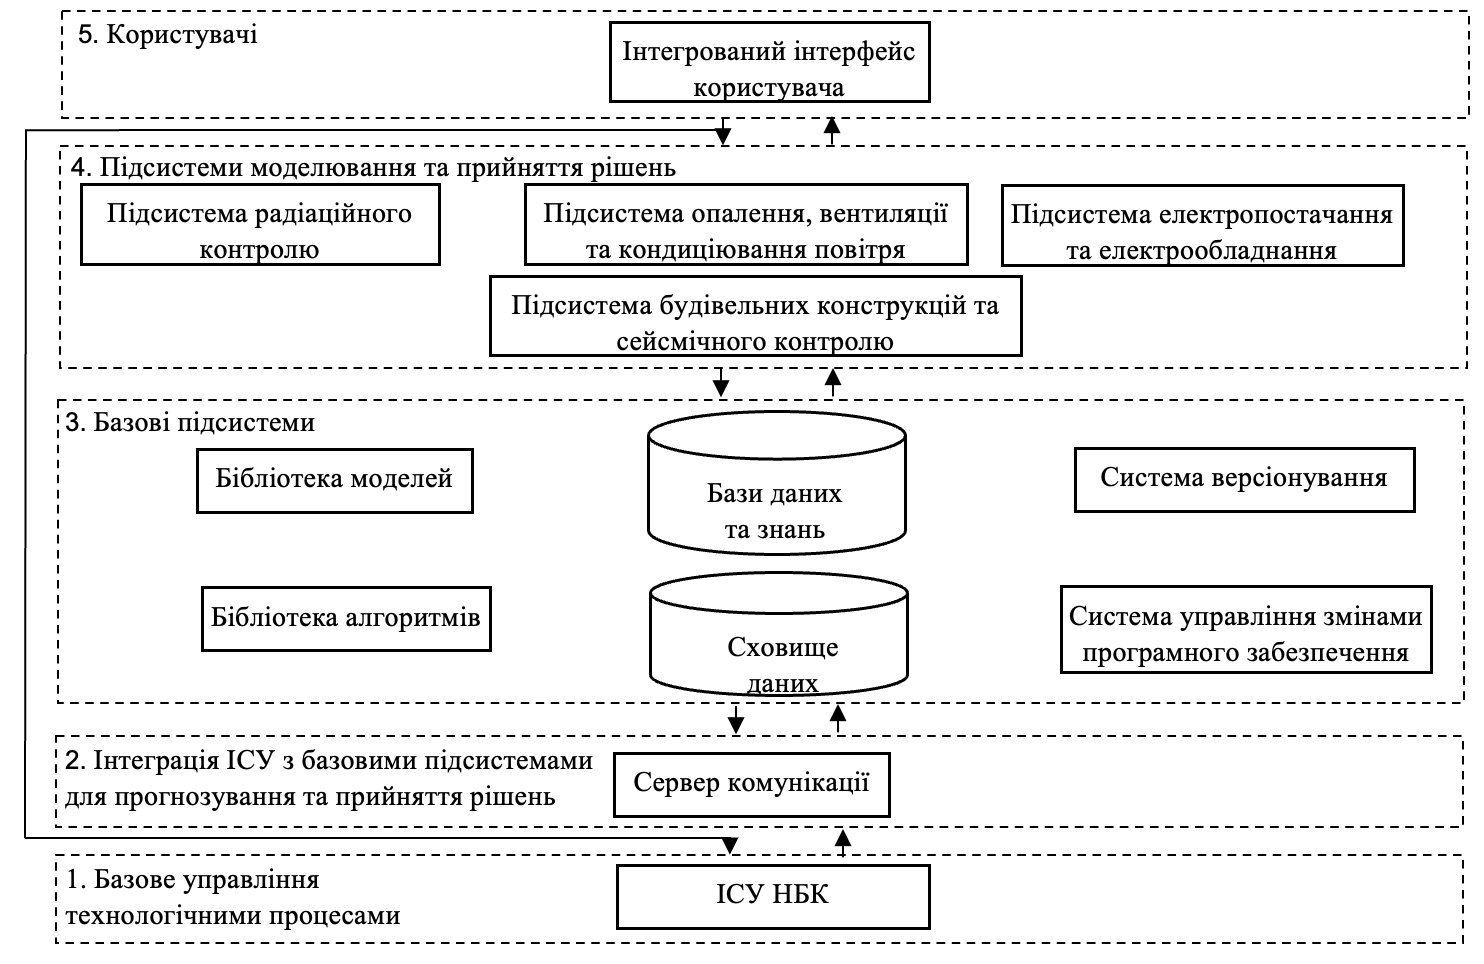 5. Користувачі
Інтегрований інтерфейс
користувача
4. Підсистеми моделювання та прийняття рішень
Підсистема радіаційного
контролю
Підсистема опалення, вентиляції
та кондиціювання повітря
Підсистема електропостачання
та електрообладнання
Підсистема будівельних конструкцій та
сейсмічного контролю
3. Базові підсистеми
Бібліотека моделей
Бази даних
та знань
Система версіонування
Бібліотека алгоритмів
Сховище
даних
Система управління змінами
програмного забезпечення
2. Інтеграція ІСУ з базовими підсистемами
для прогнозування та прийняття рішень
Сервер комунікації
1. Базове управління
технологічними процесами
ІСУ НБК